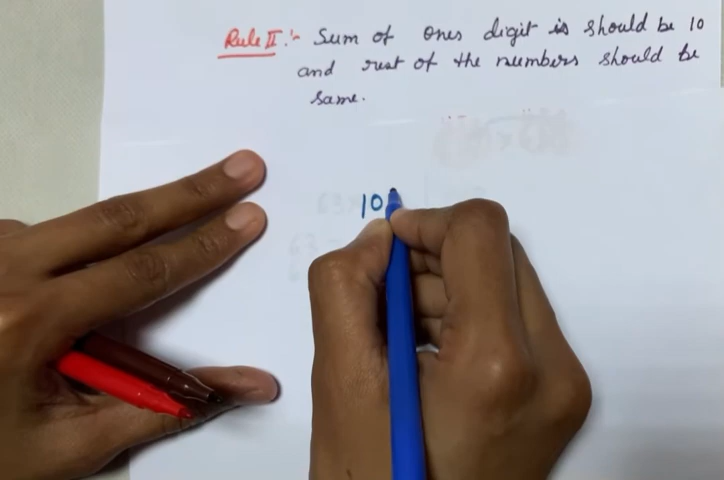 Rule II :- Sum of ones digit is should be 10
and rest of the numbers should be
same.
10